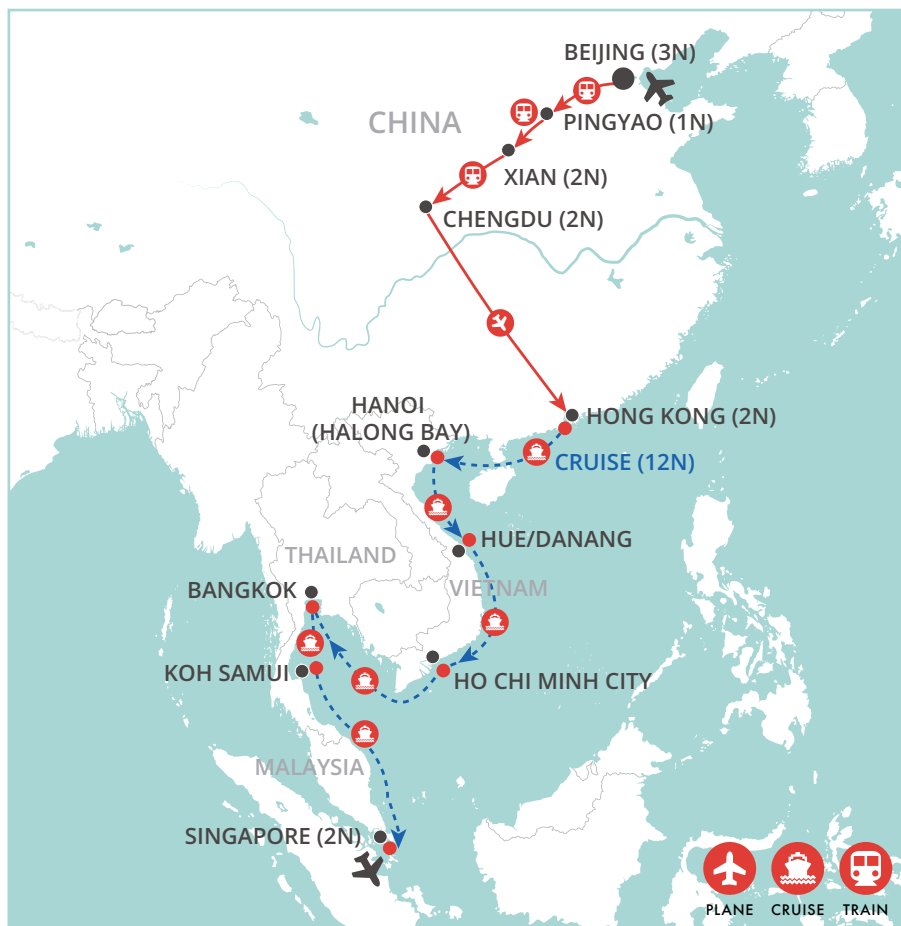 BEIJING (3N)
CHINA
PINGYAO (1N)
XIAN (2N)
CHENGDU (2N)
HANOI
(HALONG BAY)
HONG KONG (2N)
CRUISE (12N)
HUE/DANANG
THAILAND
VIETNAM
BANGKOK
KOH SAMUI
HO CHI MINH CITY
MALAYSIA
SINGAPORE (2N)
PLANE
CRUISE
TRAIN